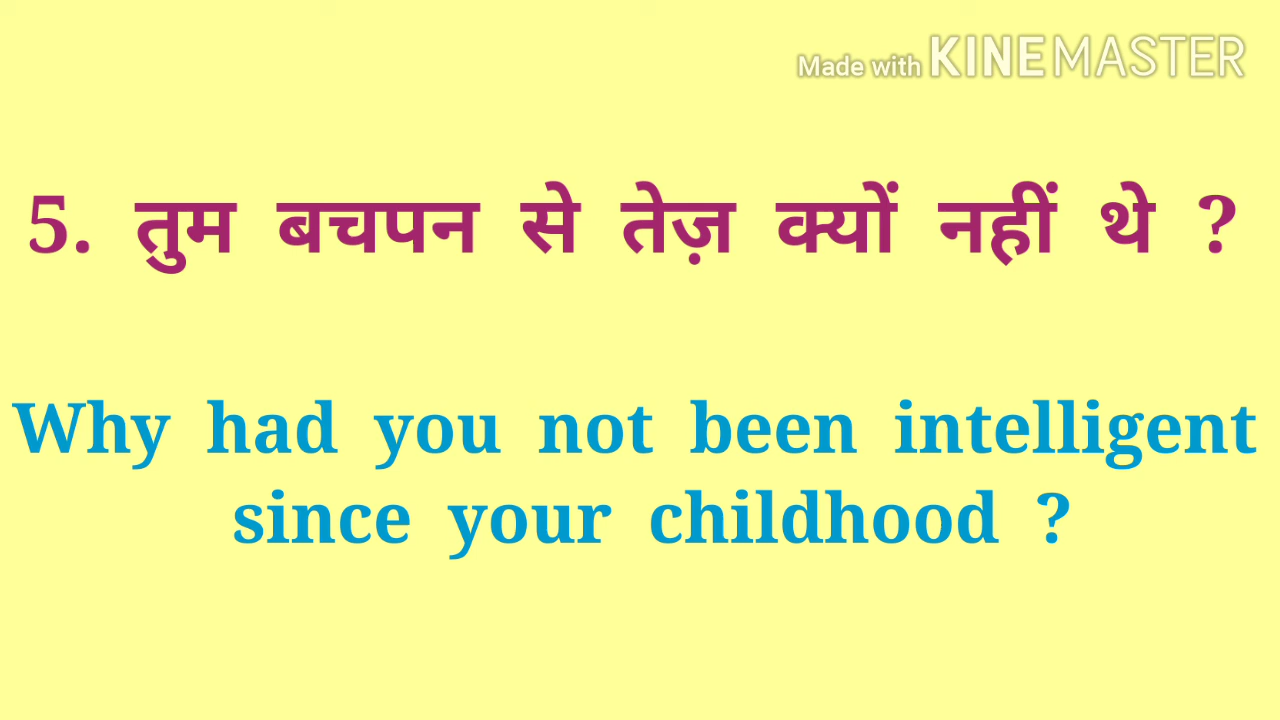 Made with KINEMASTER
5. तुम बचपन से तेज़ क्यों नहीं थे ?
Why had you not been intelligent
since your childhood ?